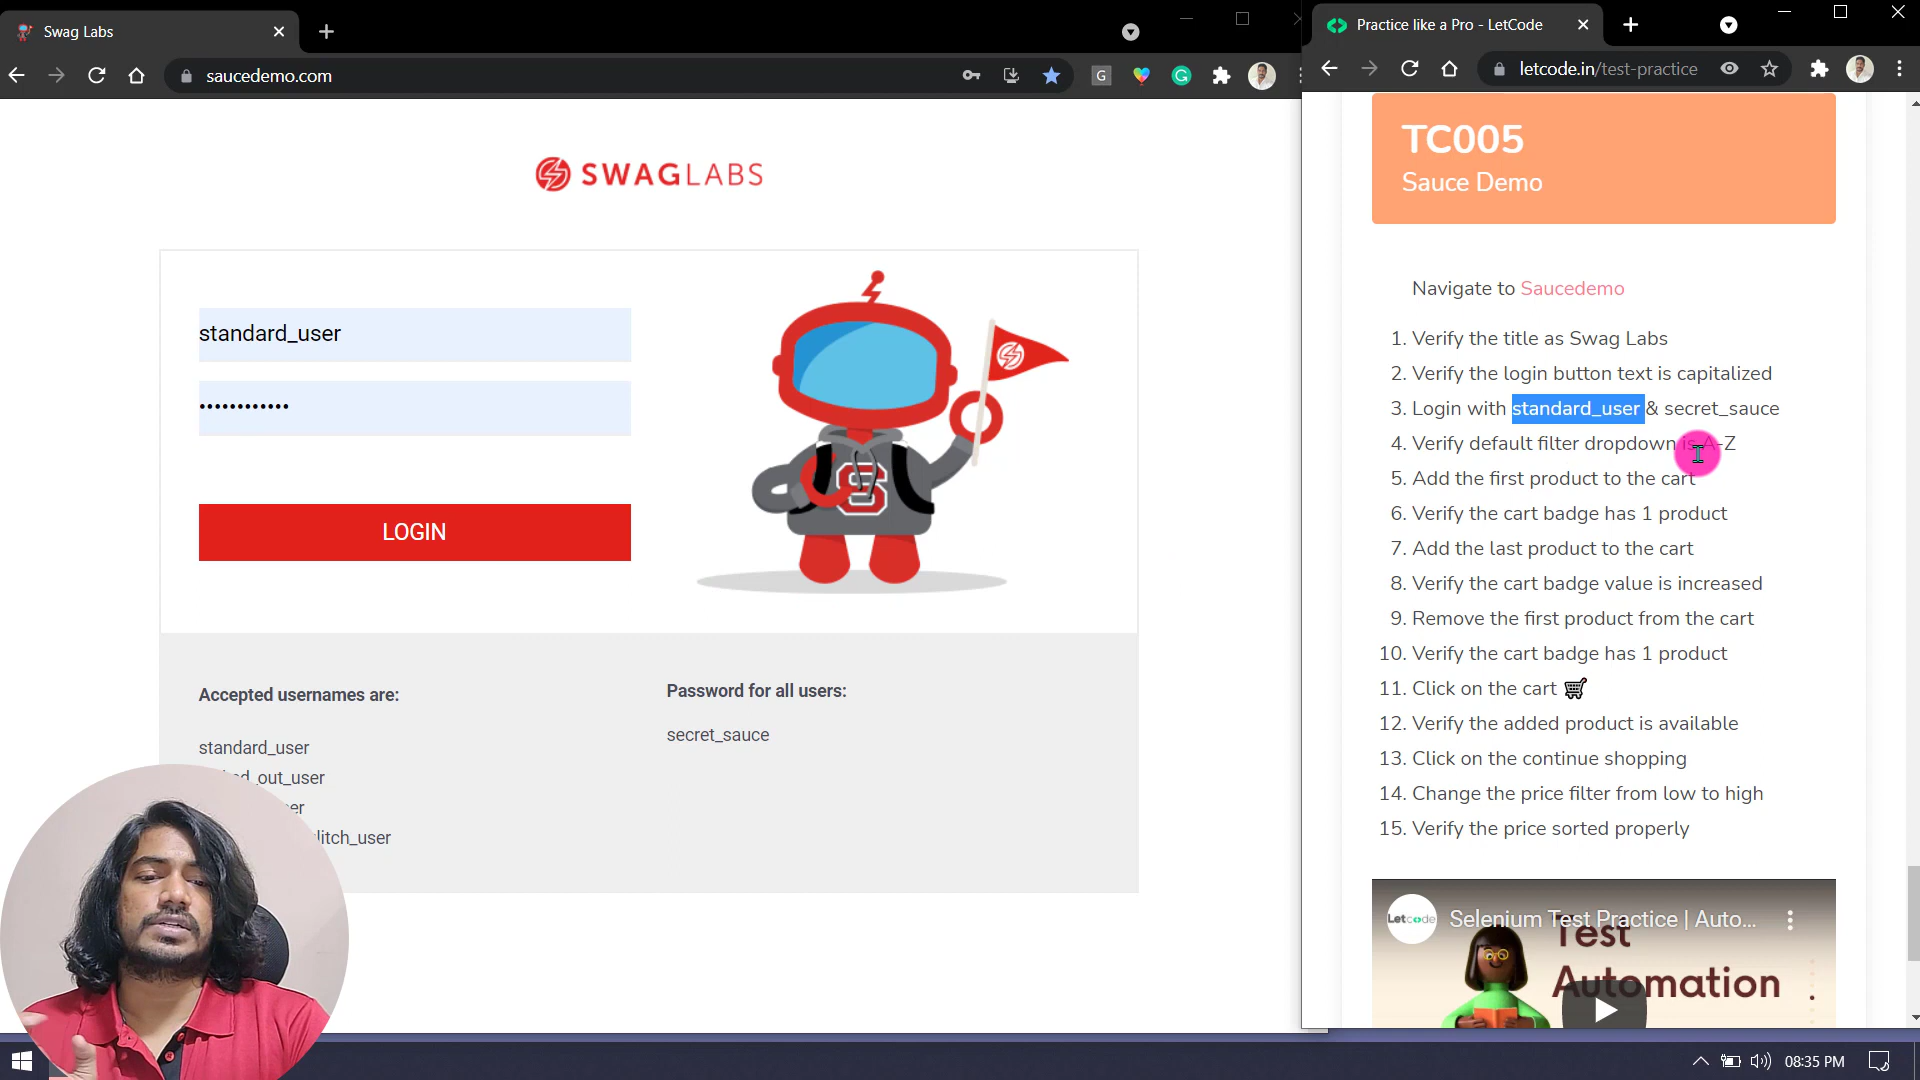 Swag Labs
saucedemo.com
SWAGLABS
standard_user
••••••••••••
LOGIN
Accepted usernames are:
standard_user
_out_user
litch_user
Password for all users:
secret_sauce
Practice like a Pro - LetCode
letcode.in/test-practice
TC005
Sauce Demo
Navigate to Saucedemo
1. Verify the title as Swag Labs
2. Verify the login button text is capitalized
3. Login with standard_user & secret_sauce
4. Verify default filter dropdown is A-Z
5. Add the first product to the cart
6. Verify the cart badge has 1 product
7. Add the last product to the cart
8. Verify the cart badge value is increased
9. Remove the first product from the cart
10. Verify the cart badge has 1 product
11. Click on the cart
12. Verify the added product is available
13. Click on the continue shopping
14. Change the price filter from low to high
15. Verify the price sorted properly
Letcode
Selenium Test Practice | Auto...
Test
Automation
08:35 PM